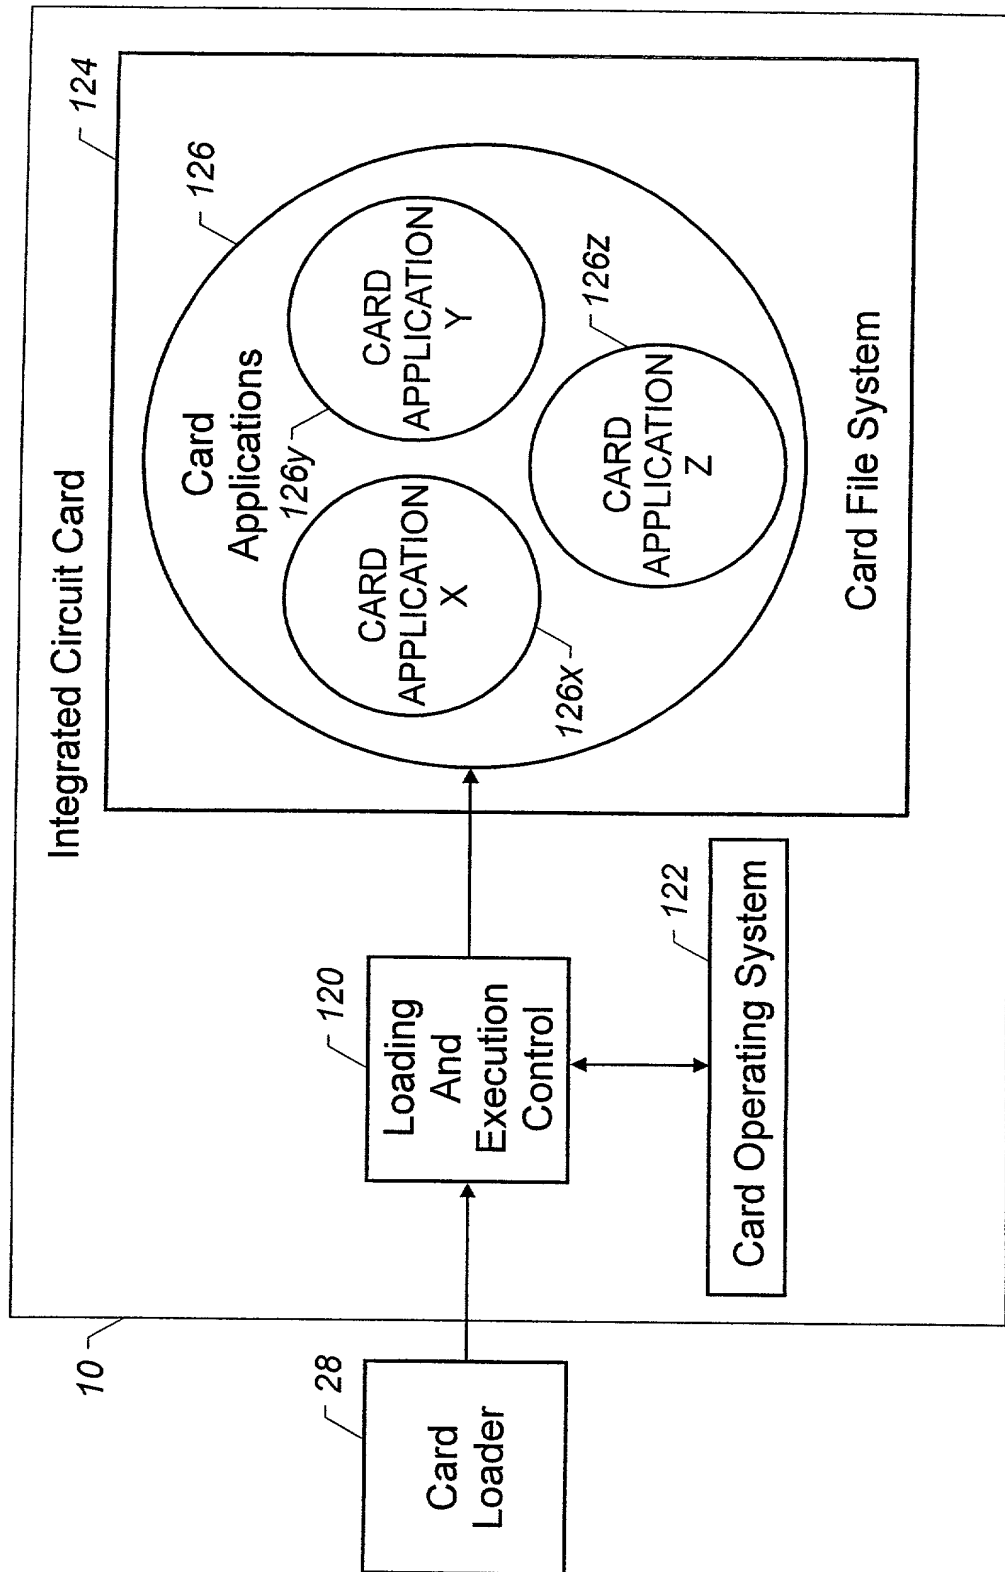 Integrated Circuit Card
10
124
126
Card
Applications
126y
CARD
APPLICATION
X
126x
CARD
APPLICATION
Y
CARD
APPLICATION
Z
126z
Card File System
120
Loading
And
Execution
Control
122
Card Operating System
28
Card
Loader